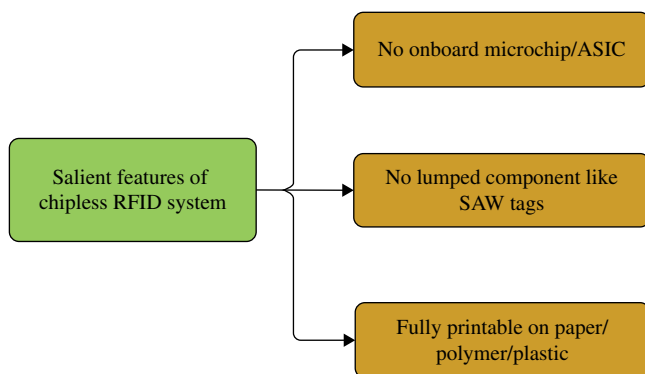 Salient features of
chipless RFID system
No onboard microchip/ASIC
No lumped component like
SAW tags
Fully printable on paper/
polymer/plastic